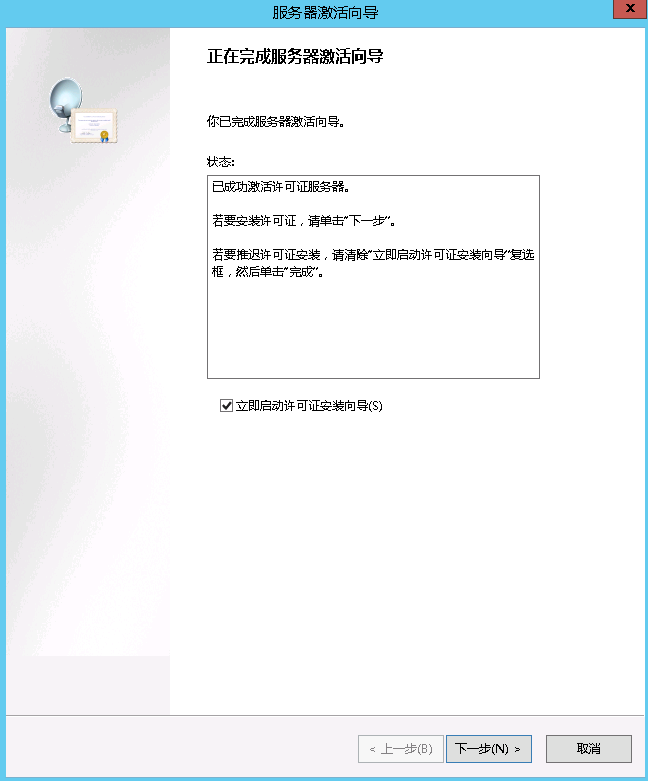 服务器激活向导
x
正在完成服务器激活向导
你已完成服务器激活向导。
状态:
已成功激活许可证服务器。
若要安装许可证，请单击"下一步"。
若要推迟许可证安装，请清除"立即启动许可证安装向导"复选
框，然后单击"完成"。
立即启动许可证安装向导(S)
< 上一步(B) 下一步(N) > 取消